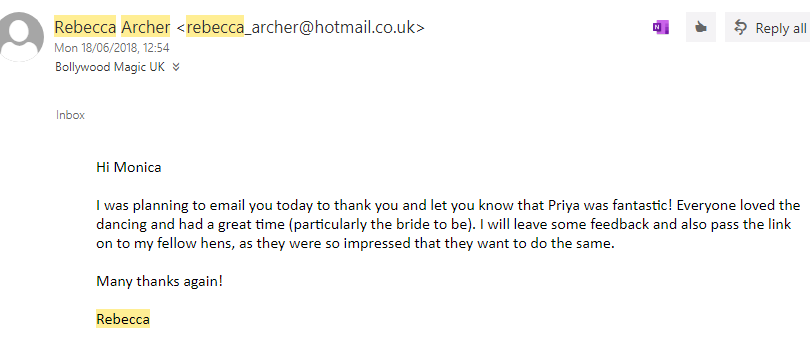 Rebecca Archer <rebecca_archer@hotmail.co.uk>
Reply all
Mon 18/06/2018, 12:54
Bollywood Magic UK
Inbox
Hi Monica
I was planning to email you today to thank you and let you know that Priya was fantastic! Everyone loved the
dancing and had a great time (particularly the bride to be). I will leave some feedback and also pass the link
on to my fellow hens, as they were so impressed that they want to do the same.
Many thanks again!
Rebecca